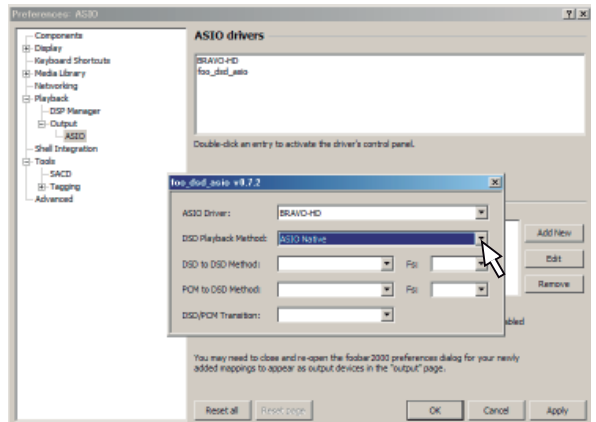 Preferences: ASIO
Components
Display
Keyboard Shortcuts
Media Library
Networking
Playback
DSP Manager
Output
ASIO
Shell Integration
Tools
SACD
Tagging
Advanced
ASIO drivers
BRAVO-HD
foo_dsd_asio
Double-click an entry to activate the driver's control panel.
foo_dsd_asio v0.7.2
ASIO Driver: BRAVO-HD
DSD Playback Method: ASIO Native
DSD to DSD Method: Fs:
PCM to DSD Method: Fs:
DSD/PCM Transition:
Add New
Edit
Remove
You may need to close and re-open the foobar2000 preferences dialog for your newly
added mappings to appear as output devices in the "output" page.
Reset all Reset page OK Cancel Apply